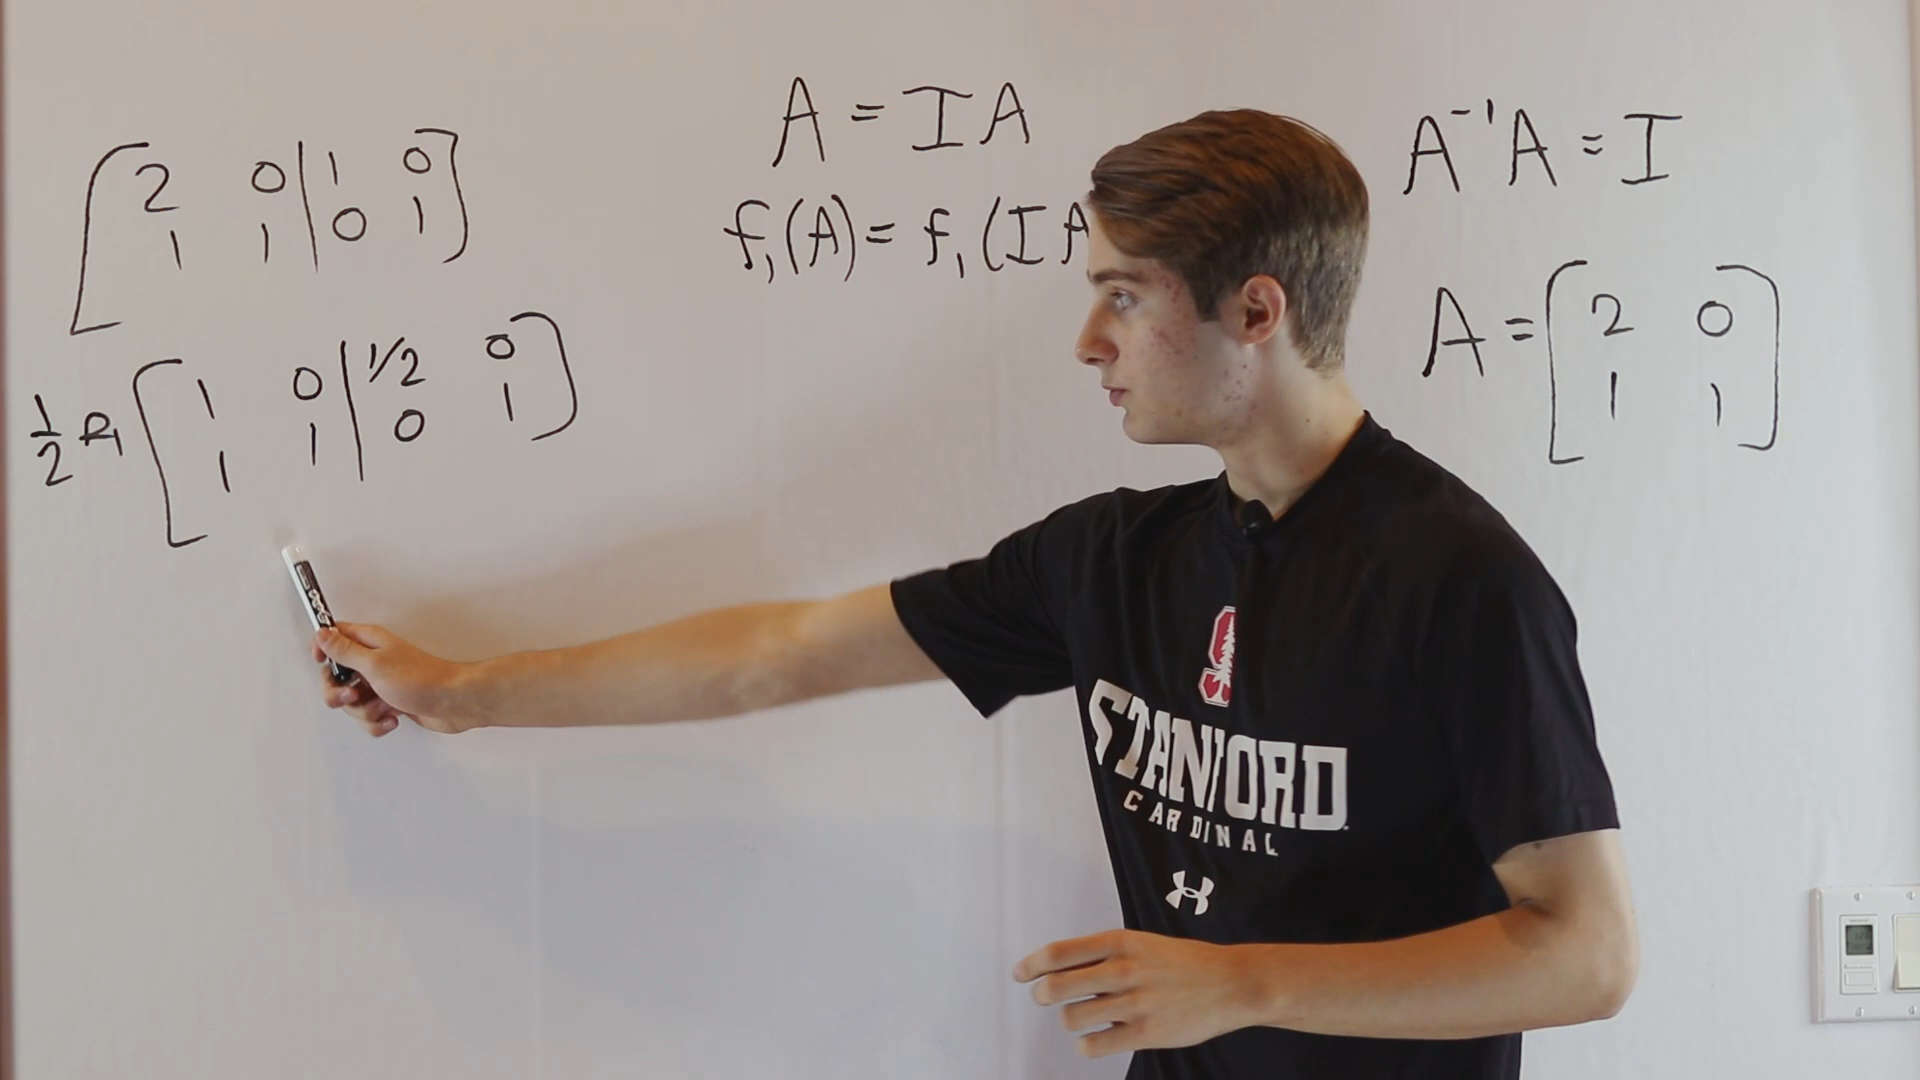 2 0 | 1 0
1 1 | 0 1
1/2 R1
1 0 | 1/2 0
1 1 | 0 1
A = IA
f₁(A) = f₁(IA
A⁻¹A = I
A =
2 0
1 1
STANFORD
CARDINAL